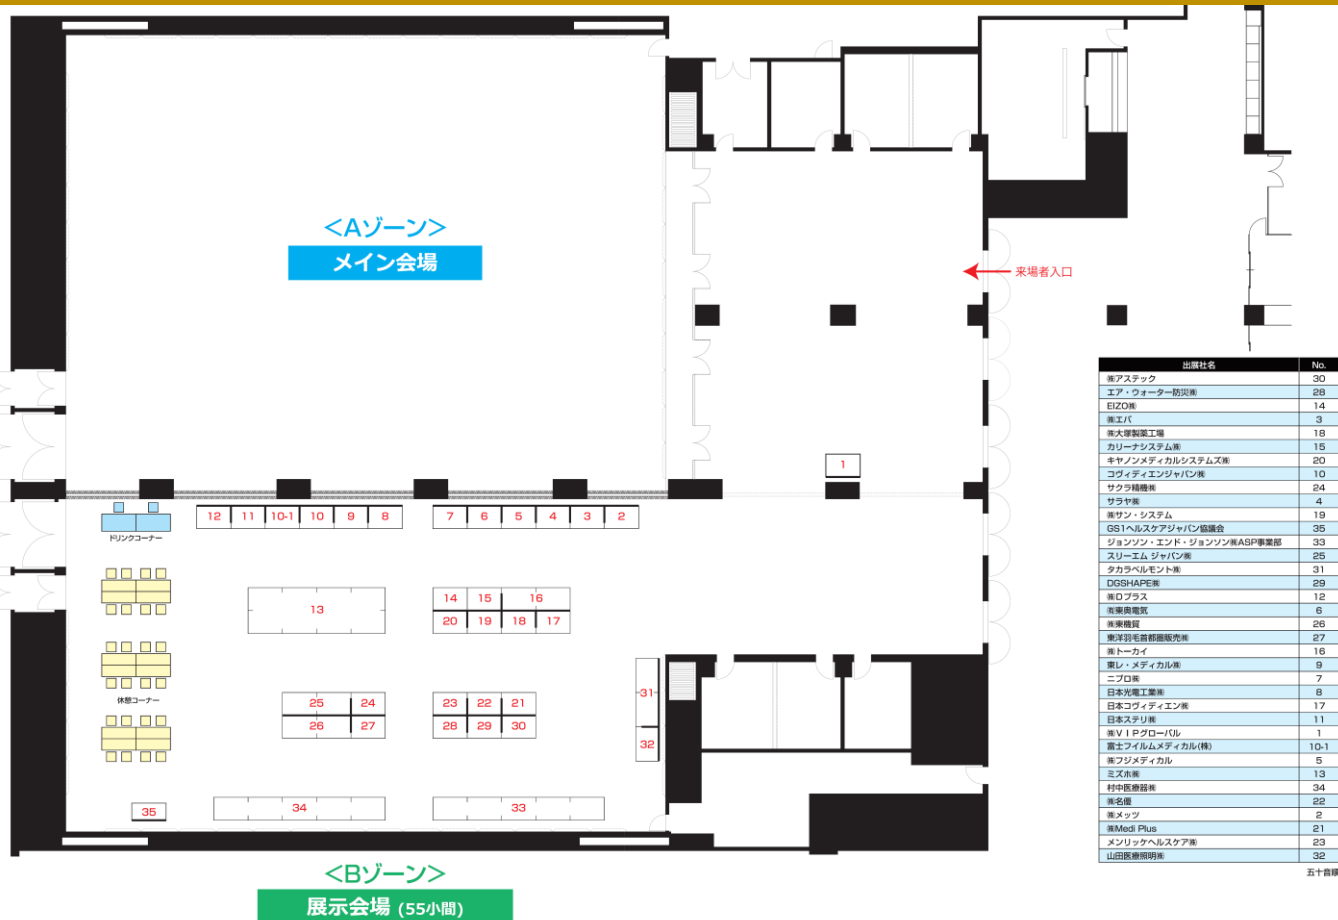 <Aゾーン>
メイン会場
来場者入口
1
12 11 10-1 10 9 8 7 6 5 4 3 2
ドリンクコーナー
13
14 15 16
20 19 18 17
休憩コーナー
25 24 23 22 21
26 27 28 29 30
31
32
34 33
35
<Bゾーン>
展示会場 (55小間)
出展社名 No.
㈱アステック 30
エア・ウォーター防災㈱ 28
EIZO㈱ 14
㈱エバ 3
㈱大塚製薬工場 18
カリーナシステム㈱ 15
キヤノンメディカルシステムズ㈱ 20
コヴィディエンジャパン㈱ 10
サクラ精機㈱ 24
サラヤ㈱ 4
㈱サン・システム 19
GS1ヘルスケアジャパン協議会 35
ジョンソン・エンド・ジョンソン㈱ASP事業部 33
スリーエム ジャパン㈱ 25
タカラベルモント㈱ 31
DGSHAPE㈱ 29
㈱Dプラス 12
㈲東奥電気 6
㈱東機貿 26
東洋羽毛首都圏販売㈱ 27
㈱トーカイ 16
東レ・メディカル㈱ 9
ニプロ㈱ 7
日本光電工業㈱ 8
日本コヴィディエン㈱ 17
日本ステリ㈱ 11
㈱VIPグローバル 1
富士フイルムメディカル(株) 10-1
㈱フジメディカル 5
ミズホ㈱ 13
村中医療器㈱ 34
㈱名優 22
㈱メッツ 2
㈱Medi Plus 21
メンリッケヘルスケア㈱ 23
山田医療照明㈱ 32
五十音順